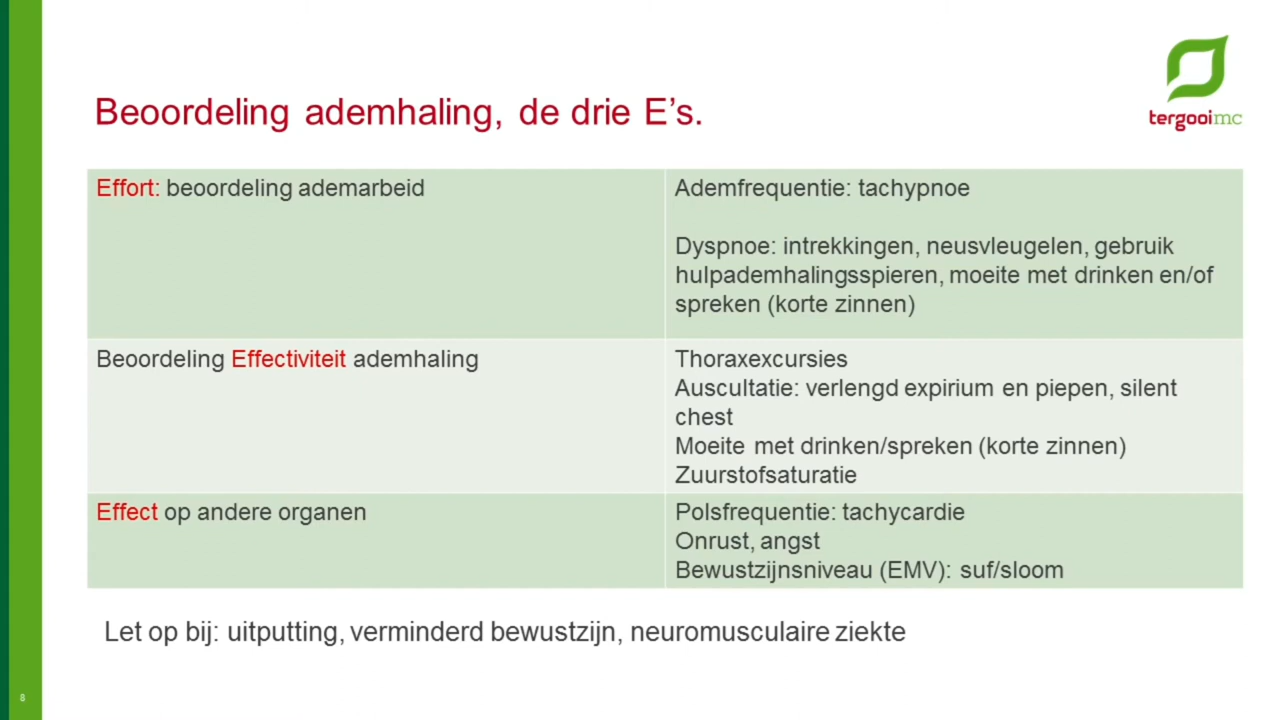 tergooimc
Beoordeling ademhaling, de drie E's.
Effort: beoordeling ademarbeid
Ademfrequentie: tachypnoe
Dyspnoe: intrekkingen, neusvleugelen, gebruik
hulpademhalingsspieren, moeite met drinken en/of
spreken (korte zinnen)
Beoordeling Effectiviteit ademhaling
Thoraxexcursies
Auscultatie: verlengd expirium en piepen, silent
chest
Moeite met drinken/spreken (korte zinnen)
Zuurstofsaturatie
Effect op andere organen
Polsfrequentie: tachycardie
Onrust, angst
Bewustzijnsniveau (EMV): suf/sloom
Let op bij: uitputting, verminderd bewustzijn, neuromusculaire ziekte
8